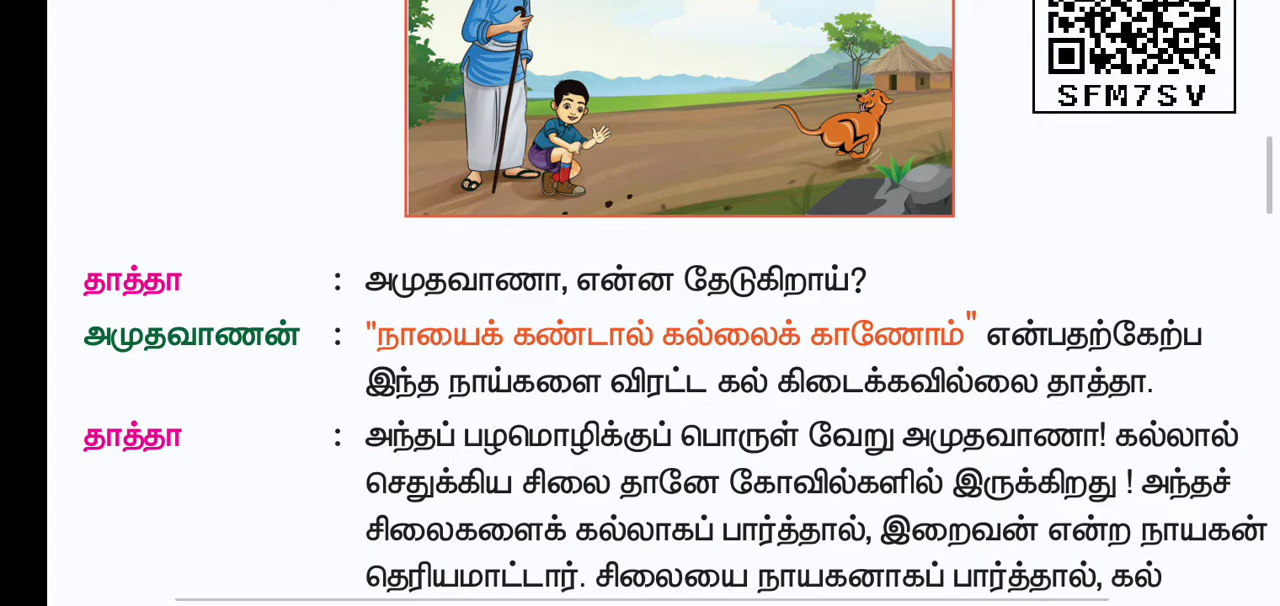 SFM7SV
தாத்தா : அமுதவாணா, என்ன தேடுகிறாய்?
அமுதவாணன் : "நாயைக் கண்டால் கல்லைக் காணோம்" என்பதற்கேற்ப
இந்த நாய்களை விரட்ட கல் கிடைக்கவில்லை தாத்தா.
தாத்தா : அந்தப் பழமொழிக்குப் பொருள் வேறு அமுதவாணா! கல்லால்
செதுக்கிய சிலை தானே கோவில்களில் இருக்கிறது ! அந்தச்
சிலைகளைக் கல்லாகப் பார்த்தால், இறைவன் என்ற நாயகன்
தெரியமாட்டார். சிலையை நாயகனாகப் பார்த்தால், கல்